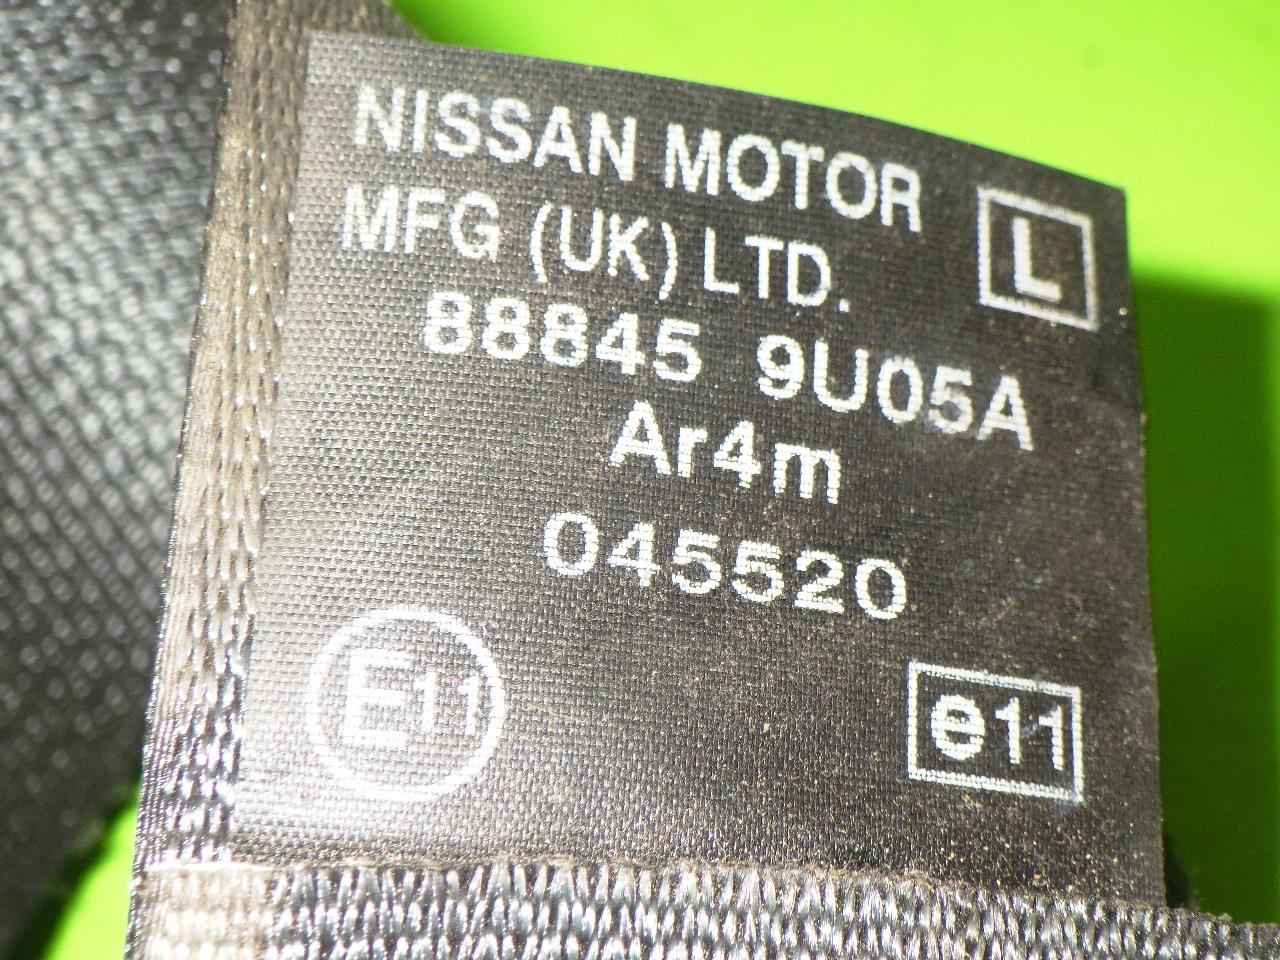 NISSAN MOTOR
MFG (UK) LTD.
L
88845 9U05A
Ar4m
045520
E11
e11